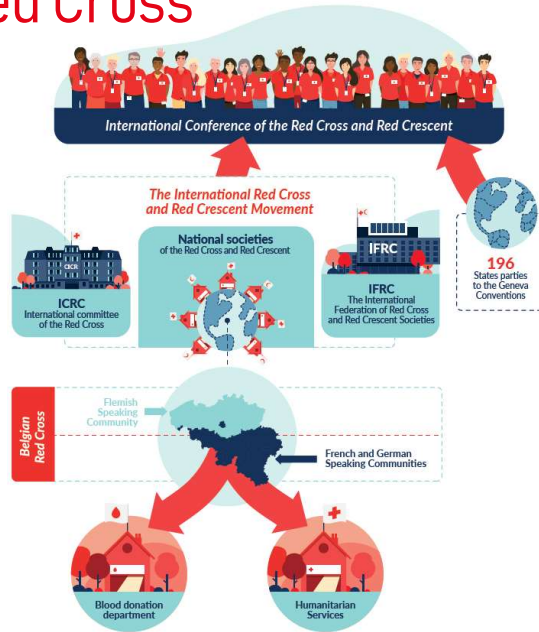 ed Cross
International Conference of the Red Cross and Red Crescent
The International Red Cross
and Red Crescent Movement
CICR
ICRC
International committee
of the Red Cross
National societies
of the Red Cross and Red Crescent
IFRC
IFRC
The International
Federation of Red Cross
and Red Crescent Societies
196
States parties
to the Geneva
Conventions
Belgian
Red Cross
Flemish
Speaking
Community
French and German
Speaking Communities
Blood donation
department
Humanitarian
Services